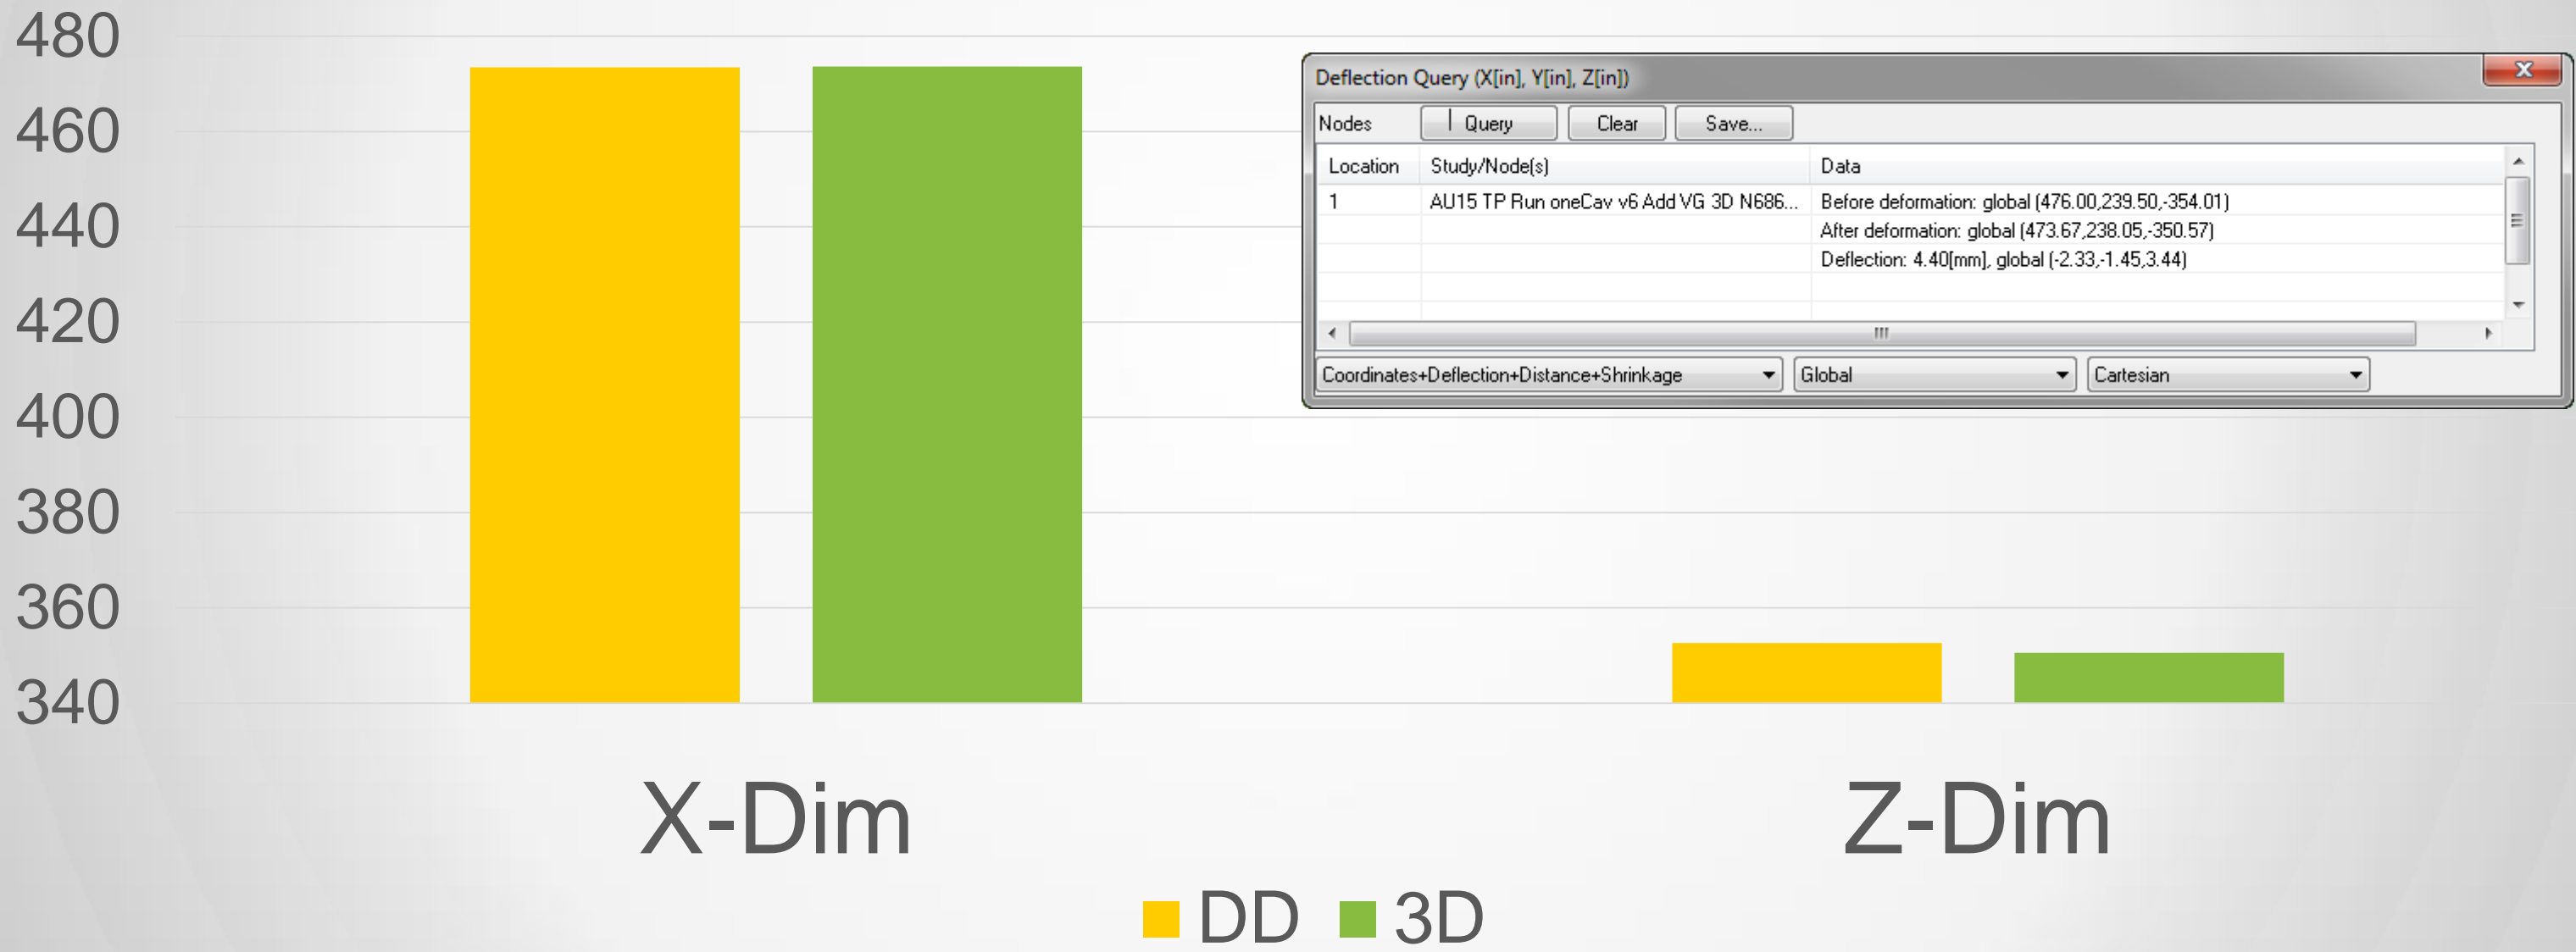 480
460
440
420
400
380
360
340
Deflection Query (X[in], Y[in], Z[in])
Nodes Query Clear Save...
Location Study/Node(s) Data
1 AU15 TP Run oneCav v6 Add VG 3D N686... Before deformation: global (476.00,239.50,-354.01)
After deformation: global (473.67,238.05,-350.57)
Deflection: 4.40[mm], global (-2.33,-1.45,3.44)
Coordinates+Deflection+Distance+Shrinkage Global Cartesian
X-Dim Z-Dim
DD 3D